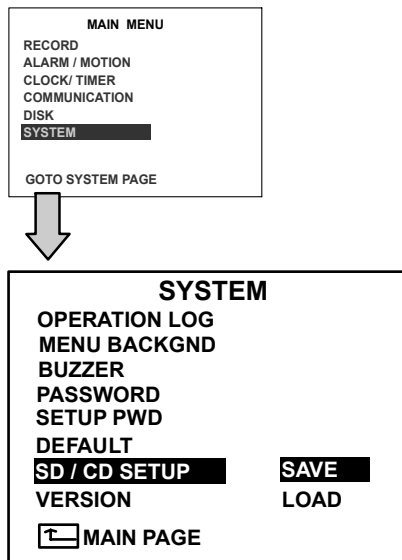 MAIN MENU
RECORD
ALARM / MOTION
CLOCK/ TIMER
COMMUNICATION
DISK
SYSTEM
GOTO SYSTEM PAGE
SYSTEM
OPERATION LOG
MENU BACKGND
BUZZER
PASSWORD
SETUP PWD
DEFAULT
SD / CD SETUP SAVE
VERSION LOAD
MAIN PAGE